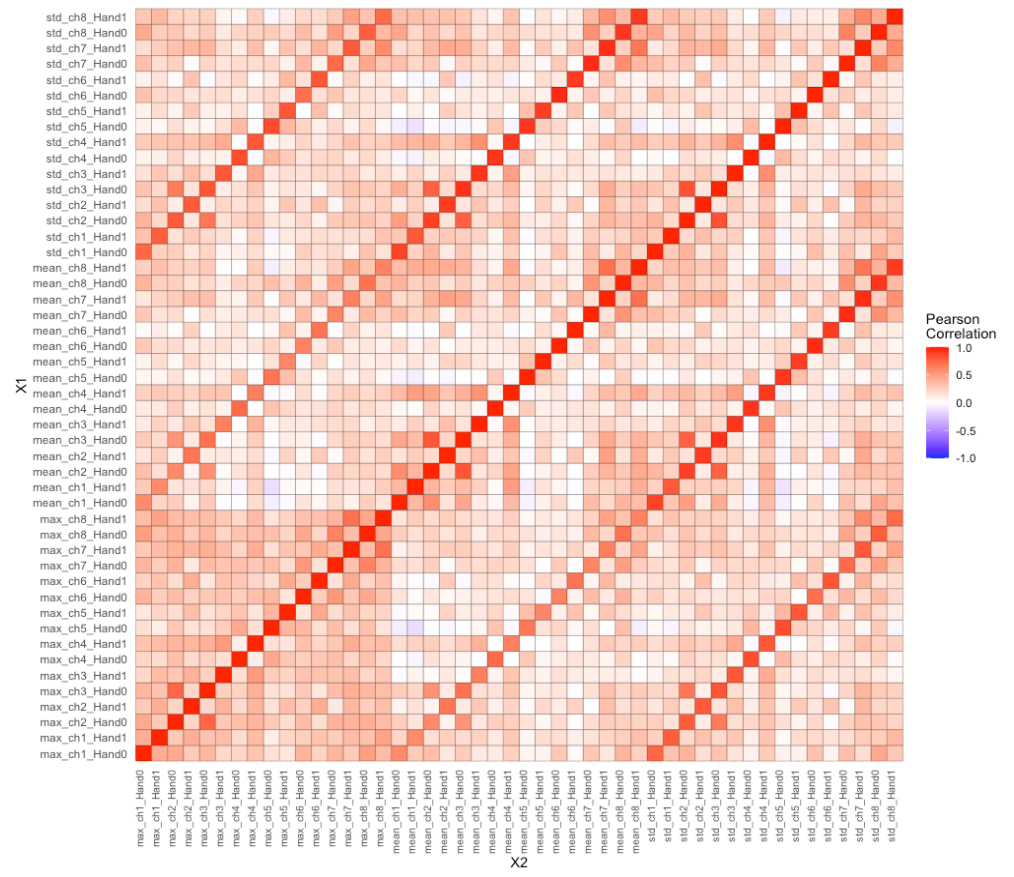 std_ch8_Hand1
std_ch8_Hand0
std_ch7_Hand1
std_ch7_Hand0
std_ch6_Hand1
std_ch6_Hand0
std_ch5_Hand1
std_ch5_Hand0
std_ch4_Hand1
std_ch4_Hand0
std_ch3_Hand1
std_ch3_Hand0
std_ch2_Hand1
std_ch2_Hand0
std_ch1_Hand1
std_ch1_Hand0
mean_ch8_Hand1
mean_ch8_Hand0
mean_ch7_Hand1
mean_ch7_Hand0
mean_ch6_Hand1
mean_ch6_Hand0
mean_ch5_Hand1
mean_ch5_Hand0
mean_ch4_Hand1
mean_ch4_Hand0
mean_ch3_Hand1
mean_ch3_Hand0
mean_ch2_Hand1
mean_ch2_Hand0
mean_ch1_Hand1
mean_ch1_Hand0
max_ch8_Hand1
max_ch8_Hand0
max_ch7_Hand1
max_ch7_Hand0
max_ch6_Hand1
max_ch6_Hand0
max_ch5_Hand1
max_ch5_Hand0
max_ch4_Hand1
max_ch4_Hand0
max_ch3_Hand1
max_ch3_Hand0
max_ch2_Hand1
max_ch2_Hand0
max_ch1_Hand1
max_ch1_Hand0
X1
max_ch1_Hand0
max_ch1_Hand1
max_ch2_Hand0
max_ch2_Hand1
max_ch3_Hand0
max_ch3_Hand1
max_ch4_Hand0
max_ch4_Hand1
max_ch5_Hand0
max_ch5_Hand1
max_ch6_Hand0
max_ch6_Hand1
max_ch7_Hand0
max_ch7_Hand1
max_ch8_Hand0
max_ch8_Hand1
mean_ch1_Hand0
mean_ch1_Hand1
mean_ch2_Hand0
mean_ch2_Hand1
mean_ch3_Hand0
mean_ch3_Hand1
mean_ch4_Hand0
mean_ch4_Hand1
mean_ch5_Hand0
mean_ch5_Hand1
mean_ch6_Hand0
mean_ch6_Hand1
mean_ch7_Hand0
mean_ch7_Hand1
mean_ch8_Hand0
mean_ch8_Hand1
std_ch1_Hand0
std_ch1_Hand1
std_ch2_Hand0
std_ch2_Hand1
std_ch3_Hand0
std_ch3_Hand1
std_ch4_Hand0
std_ch4_Hand1
std_ch5_Hand0
std_ch5_Hand1
std_ch6_Hand0
std_ch6_Hand1
std_ch7_Hand0
std_ch7_Hand1
std_ch8_Hand0
std_ch8_Hand1
X2
Pearson
Correlation
1.0
0.5
0.0
-0.5
-1.0